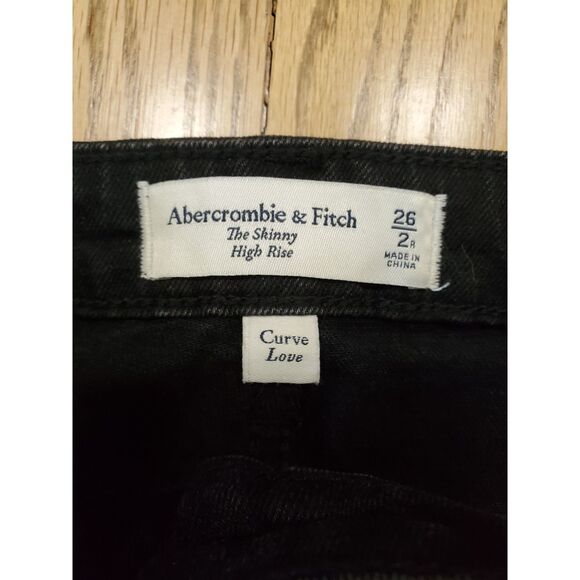 Abercrombie & Fitch
The Skinny
High Rise
26
2R
MADE IN
CHINA
Curve
Love